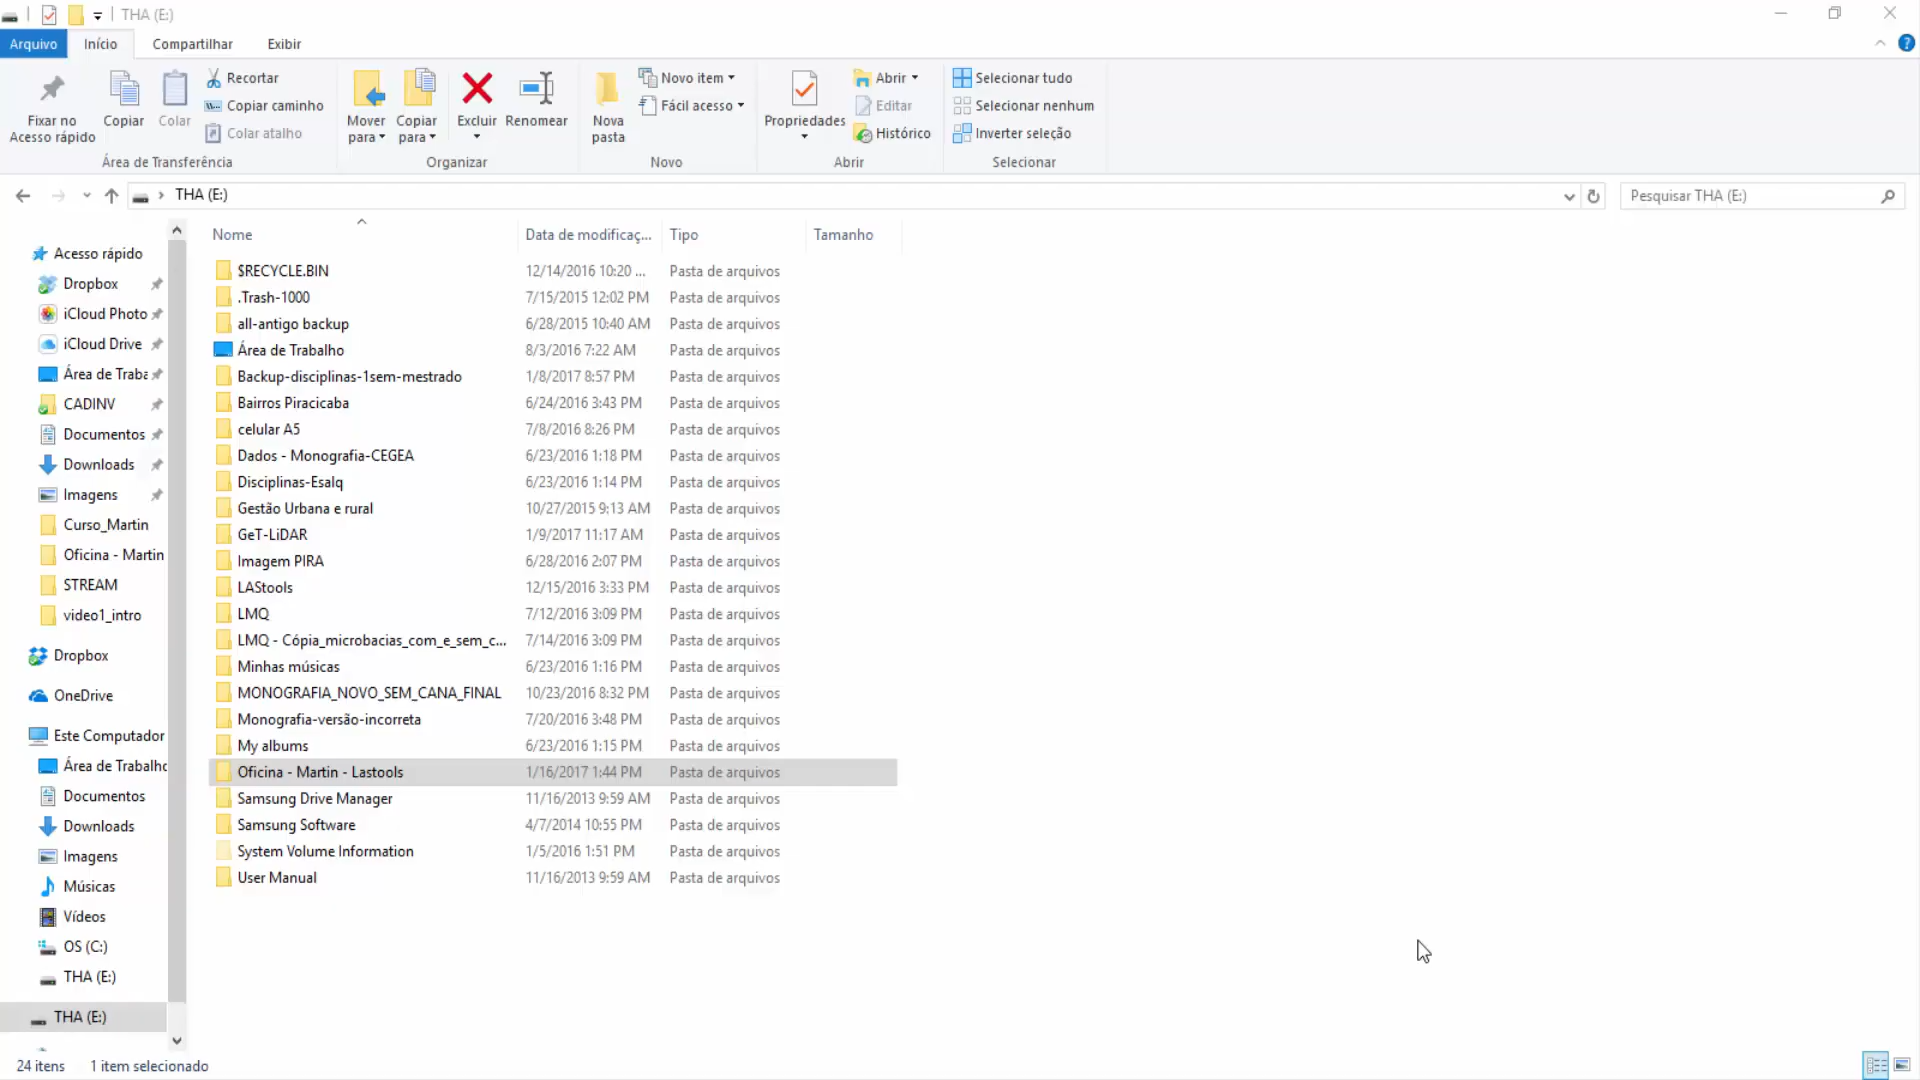 THA (E:)
Arquivo Início Compartilhar Exibir
Fixar no Acesso rápido
Copiar
Colar
Recortar
Copiar caminho
Colar atalho
Área de Transferência
Mover para
Copiar para
Excluir
Renomear
Organizar
Nova pasta
Novo item
Fácil acesso
Novo
Propriedades
Abrir
Editar
Histórico
Abrir
Selecionar tudo
Selecionar nenhum
Inverter seleção
Selecionar
THA (E:)
Pesquisar THA (E:)
Acesso rápido
Dropbox
iCloud Photo
iCloud Drive
Área de Traba
CADINV
Documentos
Downloads
Imagens
Curso_Martin
Oficina - Martin
STREAM
video1_intro
Dropbox
OneDrive
Este Computador
Área de Trabalho
Documentos
Downloads
Imagens
Músicas
Vídeos
OS (C:)
THA (E:)
THA (E:)
Nome Data de modificaç... Tipo Tamanho
$RECYCLE.BIN 12/14/2016 10:20 ... Pasta de arquivos
.Trash-1000 7/15/2015 12:02 PM Pasta de arquivos
all-antigo backup 6/28/2015 10:40 AM Pasta de arquivos
Área de Trabalho 8/3/2016 7:22 AM Pasta de arquivos
Backup-disciplinas-1sem-mestrado 1/8/2017 8:57 PM Pasta de arquivos
Bairros Piracicaba 6/24/2016 3:43 PM Pasta de arquivos
celular A5 7/8/2016 8:26 PM Pasta de arquivos
Dados - Monografia-CEGEA 6/23/2016 1:18 PM Pasta de arquivos
Disciplinas-Esalq 6/23/2016 1:14 PM Pasta de arquivos
Gestão Urbana e rural 10/27/2015 9:13 AM Pasta de arquivos
GeT-LiDAR 1/9/2017 11:17 AM Pasta de arquivos
Imagem PIRA 6/28/2016 2:07 PM Pasta de arquivos
LAStools 12/15/2016 3:33 PM Pasta de arquivos
LMQ 7/12/2016 3:09 PM Pasta de arquivos
LMQ - Cópia_microbacias_com_e_sem_c... 7/14/2016 3:09 PM Pasta de arquivos
Minhas músicas 6/23/2016 1:16 PM Pasta de arquivos
MONOGRAFIA_NOVO_SEM_CANA_FINAL 10/23/2016 8:32 PM Pasta de arquivos
Monografia-versão-incorreta 7/20/2016 3:48 PM Pasta de arquivos
My albums 6/23/2016 1:15 PM Pasta de arquivos
Oficina - Martin - Lastools 1/16/2017 1:44 PM Pasta de arquivos
Samsung Drive Manager 11/16/2013 9:59 AM Pasta de arquivos
Samsung Software 4/7/2014 10:55 PM Pasta de arquivos
System Volume Information 1/5/2016 1:51 PM Pasta de arquivos
User Manual 11/16/2013 9:59 AM Pasta de arquivos
24 itens 1 item selecionado